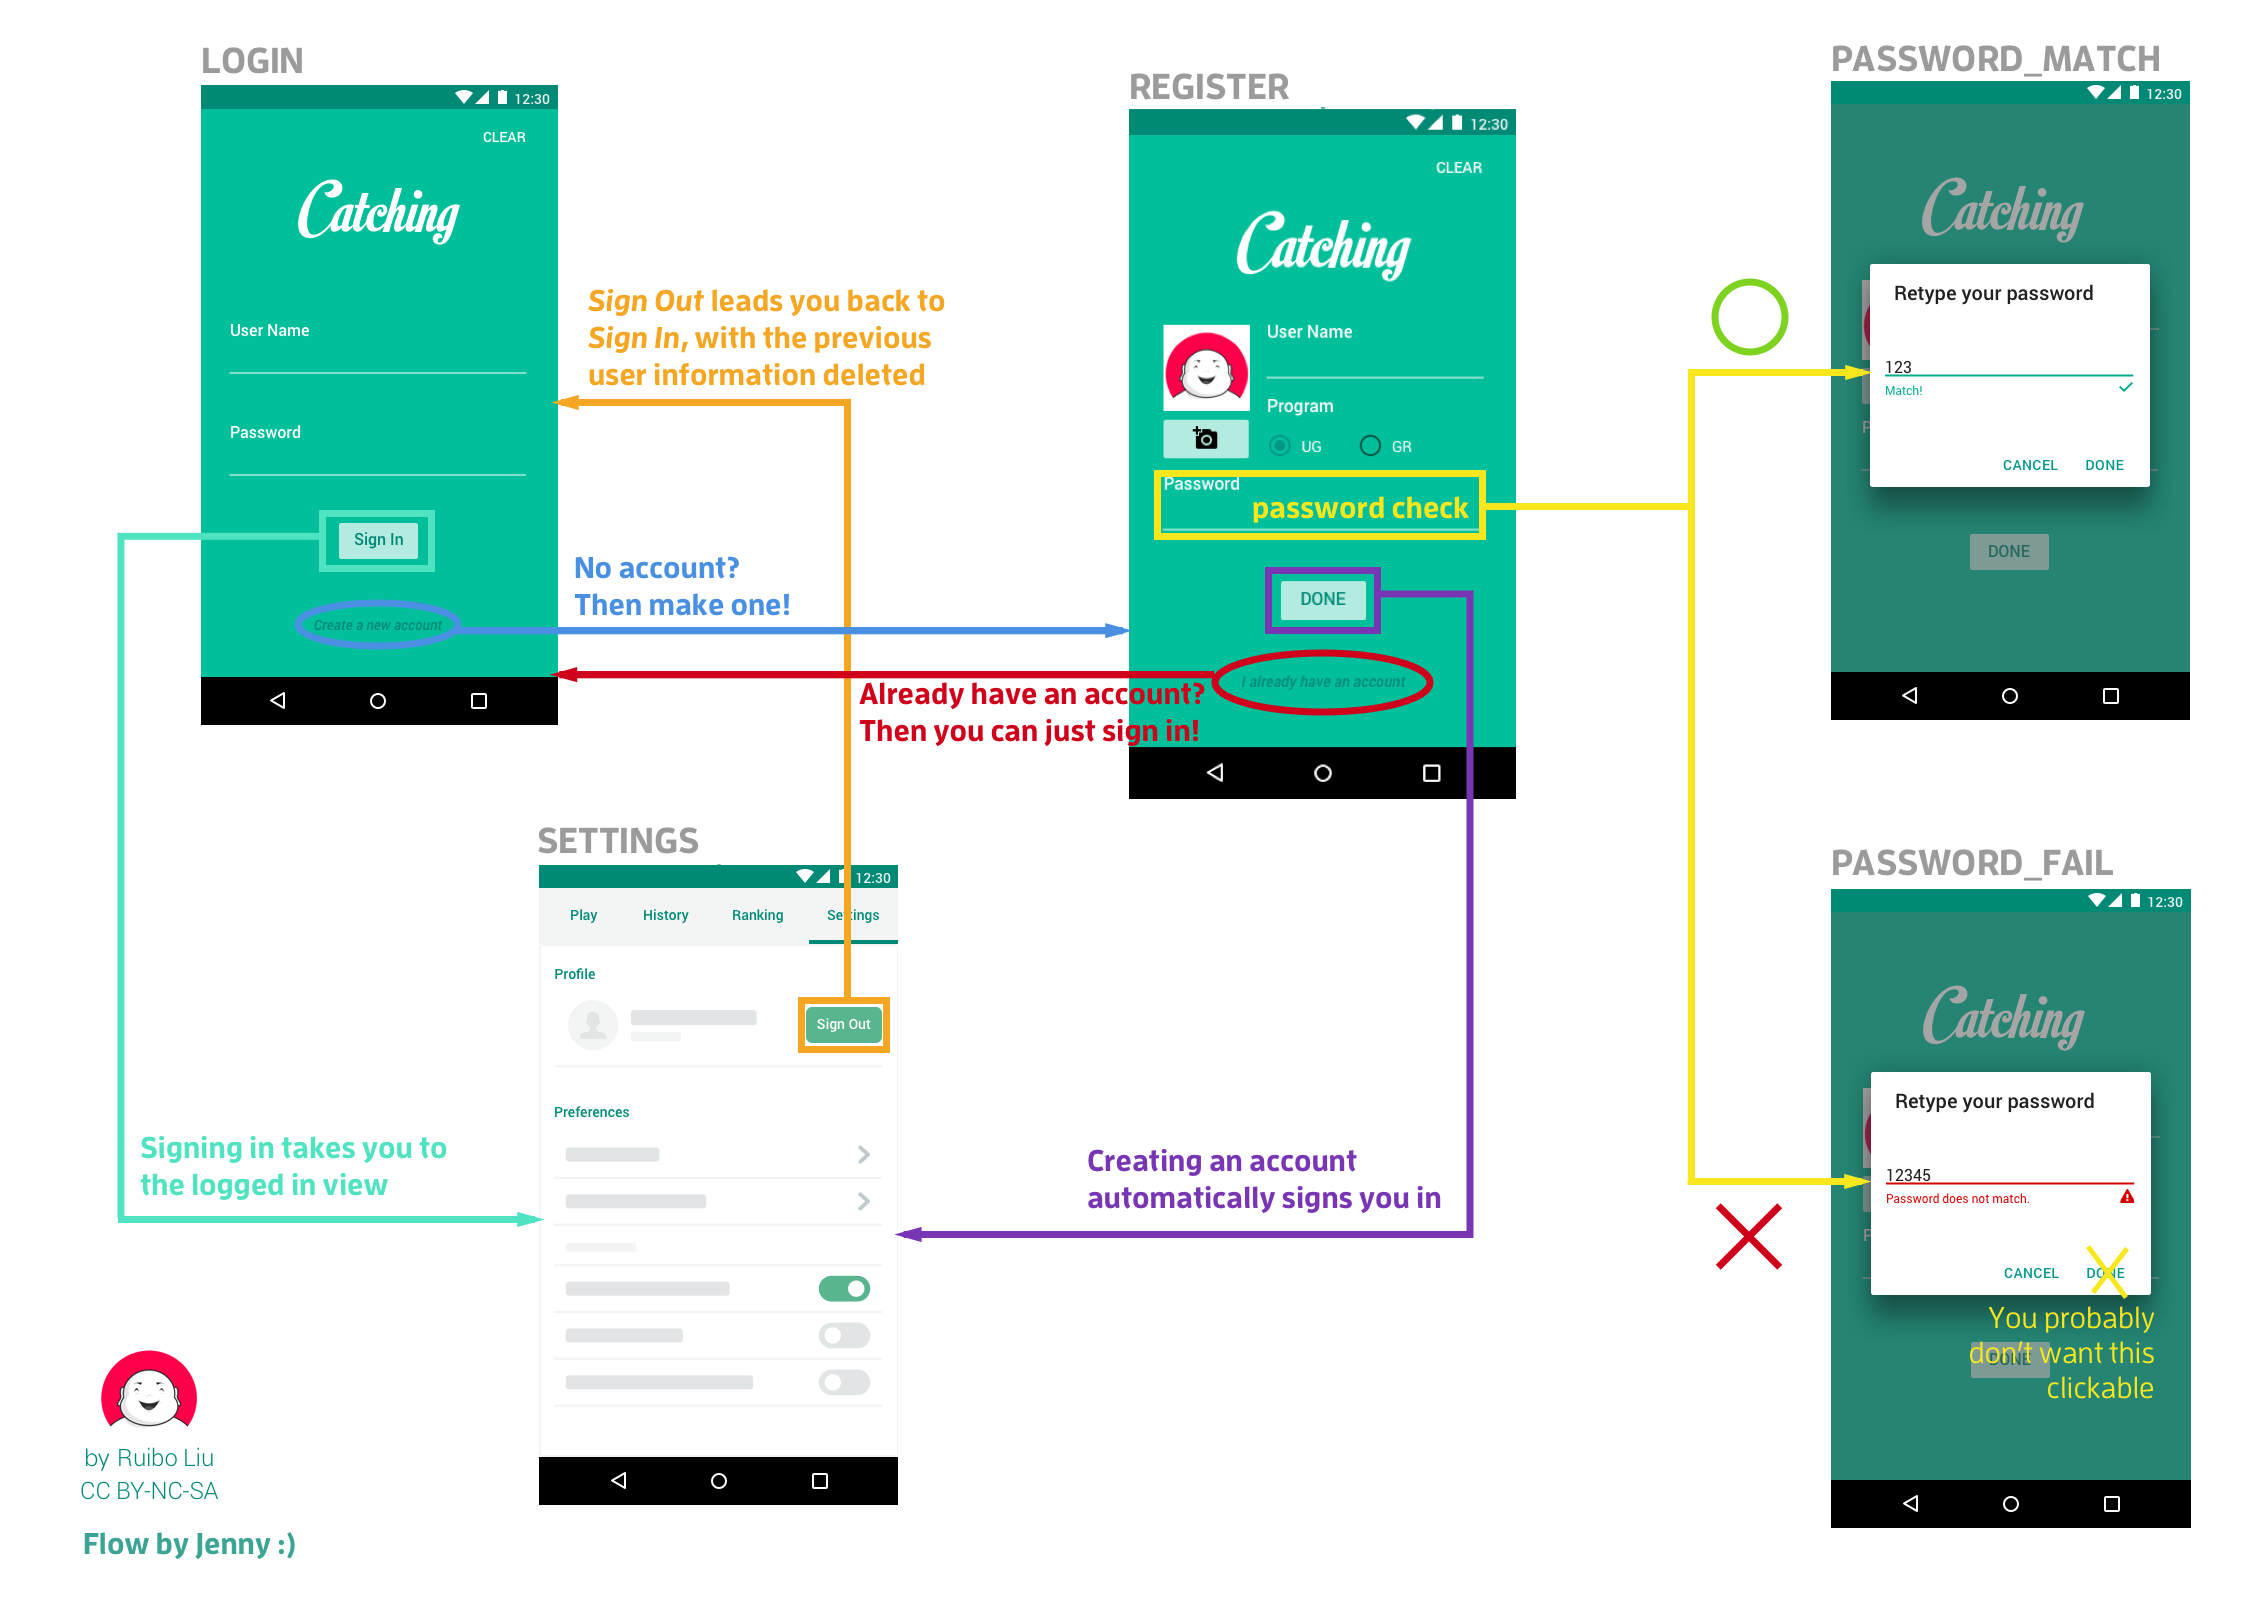 LOGIN
12:30
CLEAR
Catching
User Name
Password
Sign In
Create a new account
Sign Out leads you back to
Sign In, with the previous
user information deleted
No account?
Then make one!
REGISTER
12:30
CLEAR
Catching
User Name
Program
UG
GR
Password
password check
DONE
I already have an account
Already have an account?
Then you can just sign in!
PASSWORD_MATCH
12:30
Catching
Retype your password
123
Match!
CANCEL DONE
P
DONE
SETTINGS
12:30
Play History Ranking Settings
Profile
Sign Out
Preferences
Signing in takes you to
the logged in view
Creating an account
automatically signs you in
PASSWORD_FAIL
12:30
Catching
Retype your password
12345
Password does not match.
CANCEL DONE
P
You probably
don't want this
clickable
DONE
by Ruibo Liu
CC BY-NC-SA
Flow by Jenny :)